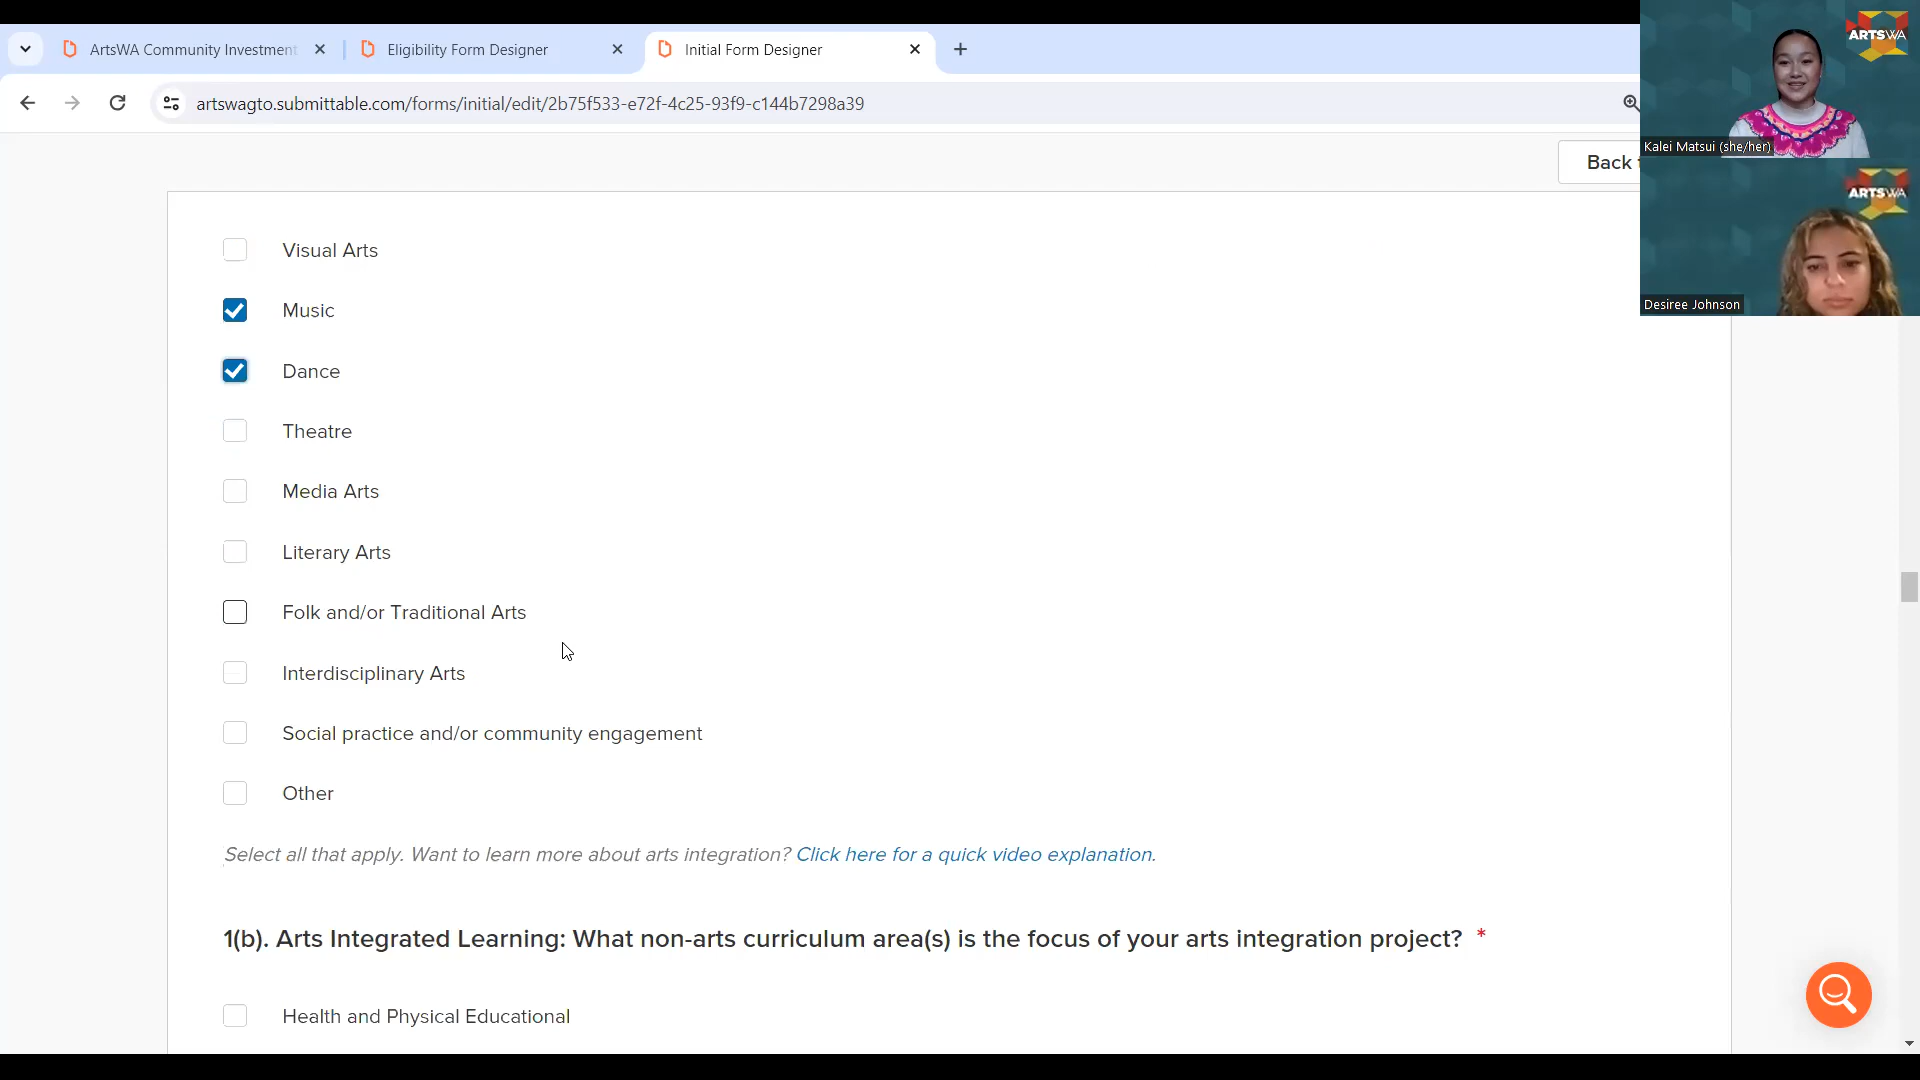 ArtsWA Community Investment
Eligibility Form Designer
Initial Form Designer
artswagto.submittable.com/forms/initial/edit/2b75f533-e72f-4c25-93f9-c144b7298a39
ARTSWA
Kalei Matsui (she/her)
ARTSWA
Desiree Johnson
Back
Visual Arts
Music
Dance
Theatre
Media Arts
Literary Arts
Folk and/or Traditional Arts
Interdisciplinary Arts
Social practice and/or community engagement
Other
Select all that apply. Want to learn more about arts integration? Click here for a quick video explanation.
1(b). Arts Integrated Learning: What non-arts curriculum area(s) is the focus of your arts integration project? *
Health and Physical Educational